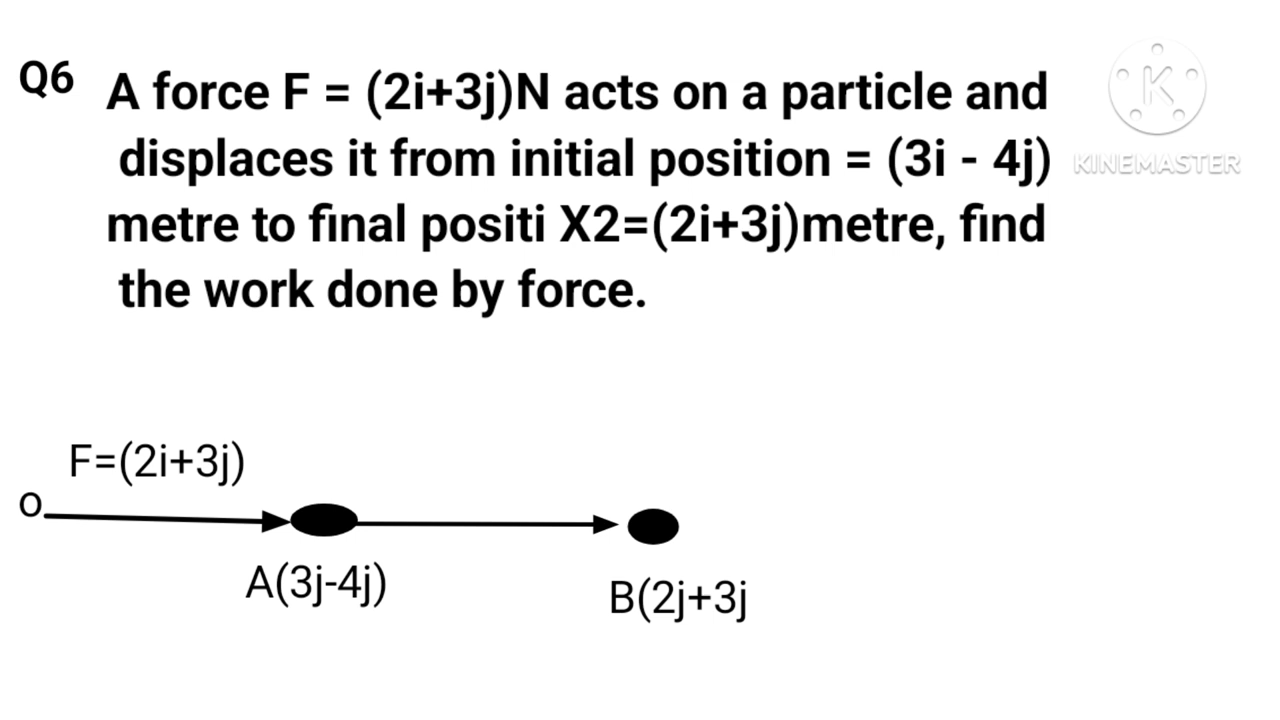 Q6 A force F = (2i+3j)N acts on a particle and
displaces it from initial position = (3i - 4j)
metre to final positi X2=(2i+3j)metre, find
the work done by force.
K
KINEMASTER
F=(2i+3j)
o
A(3j-4j)
B(2j+3j